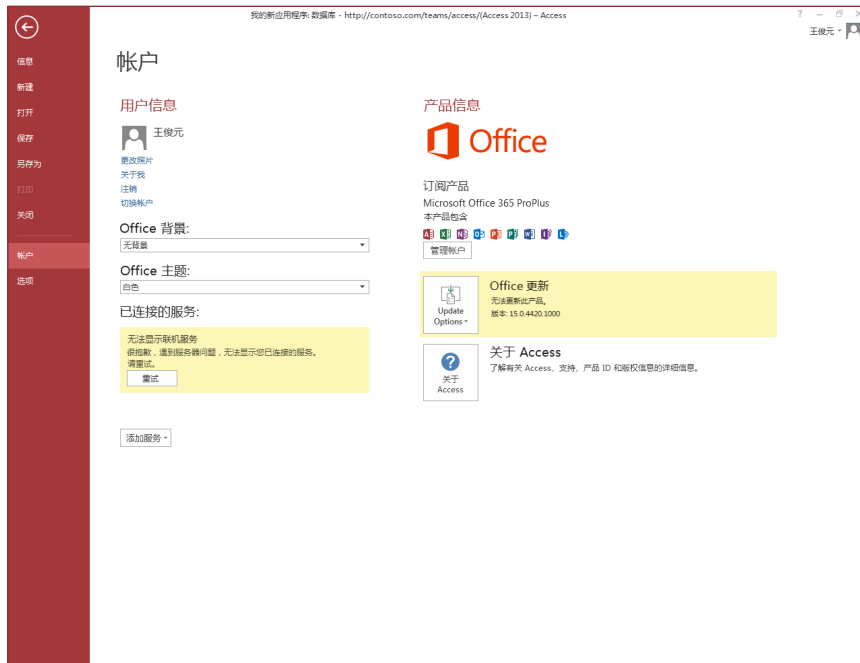 我的新应用程序: 数据库 - http://contoso.com/teams/access/(Access 2013) – Access
?
王俊元
信息
新建
打开
保存
另存为
打印
关闭
帐户
选项
帐户
用户信息
王俊元
更改照片
关于我
注销
切换帐户
Office 背景:
无背景
Office 主题:
白色
已连接的服务:
无法显示联机服务
很抱歉，遇到服务器问题，无法显示您已连接的服务。
请重试。
重试
添加服务
产品信息
Office
订阅产品
Microsoft Office 365 ProPlus
本产品包含
管理帐户
Update
Options
Office 更新
无法更新此产品。
版本: 15.0.4420.1000
关于
Access
关于 Access
了解有关 Access、支持、产品 ID 和版权信息的详细信息。